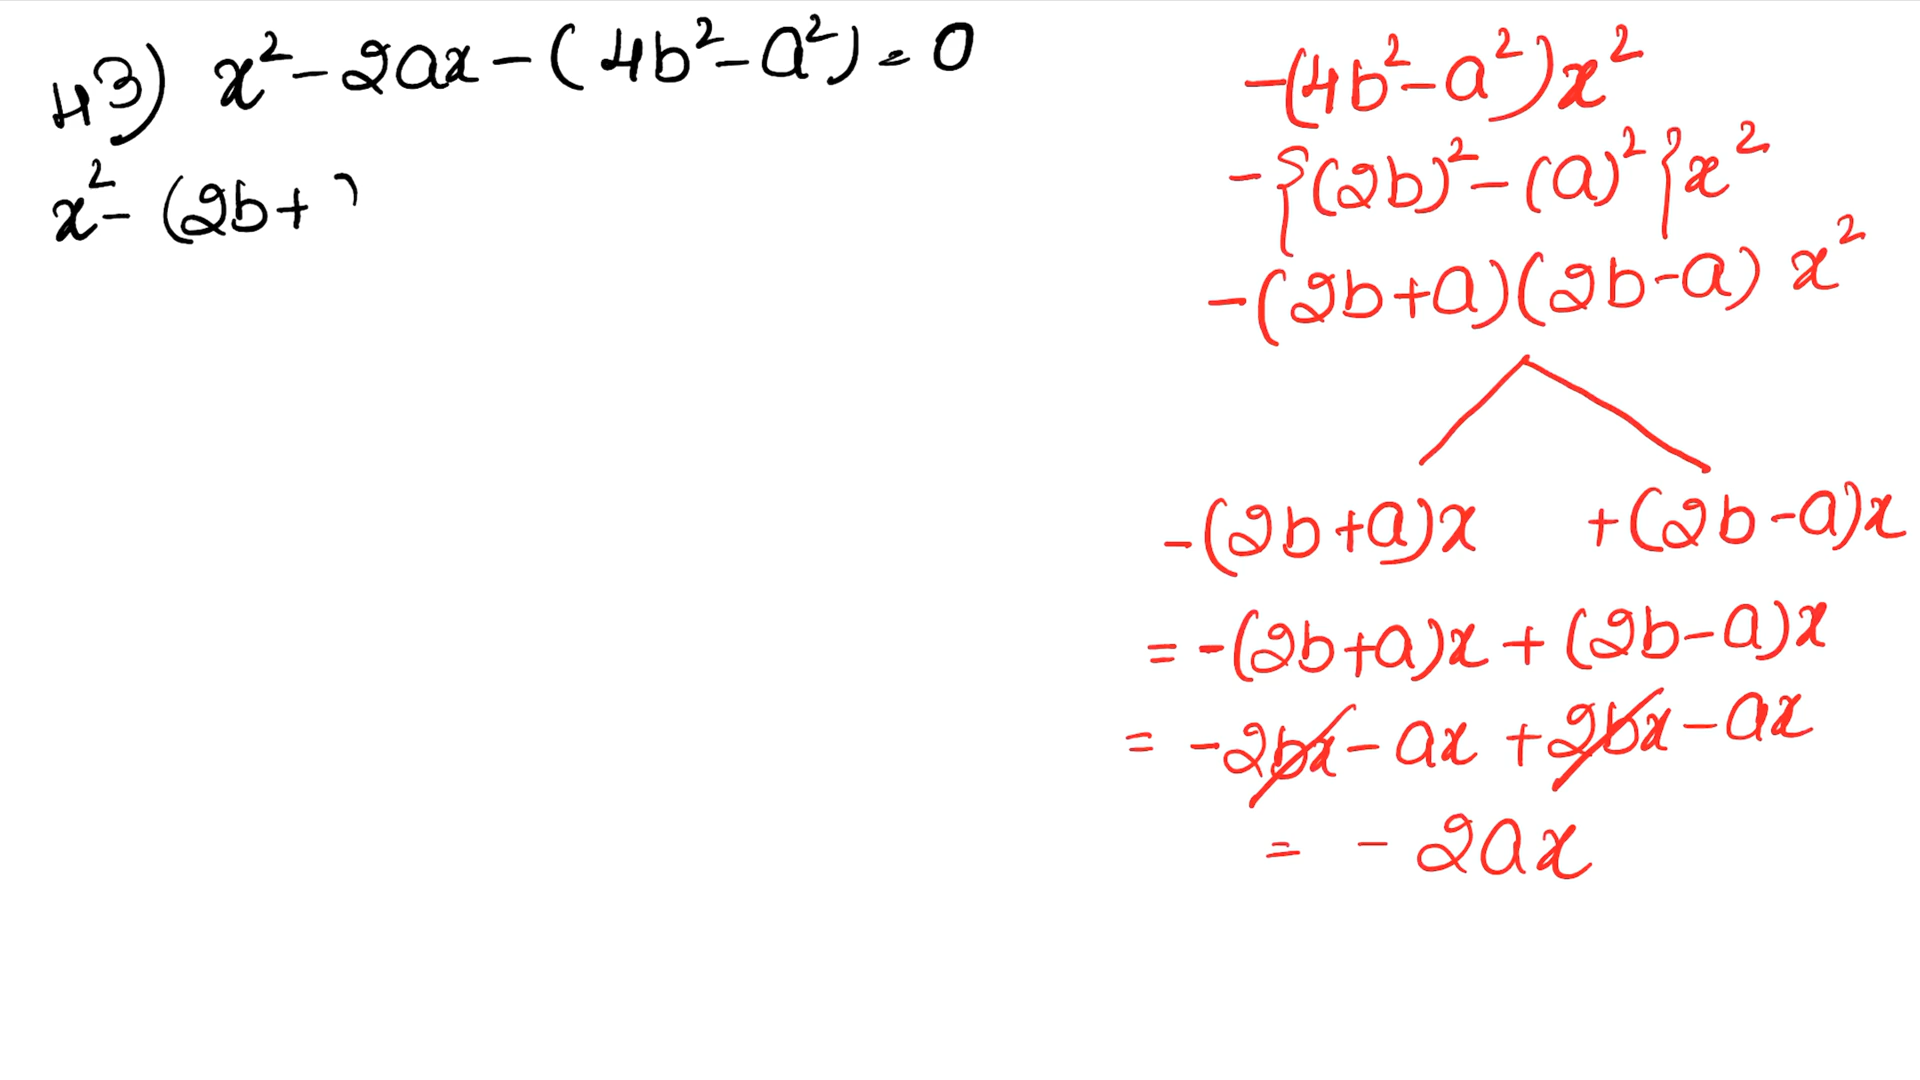 43) x² - 2ax - (4b² - a²) = 0
x² - (2b +
-(4b² - a²)x²
-{(2b)² - (a)²}x²
-(2b+a)(2b-a) x²
-(2b+a)x +(2b-a)x
= -(2b+a)x + (2b-a)x
= -2bx - ax + 2bx - ax
= - 2ax